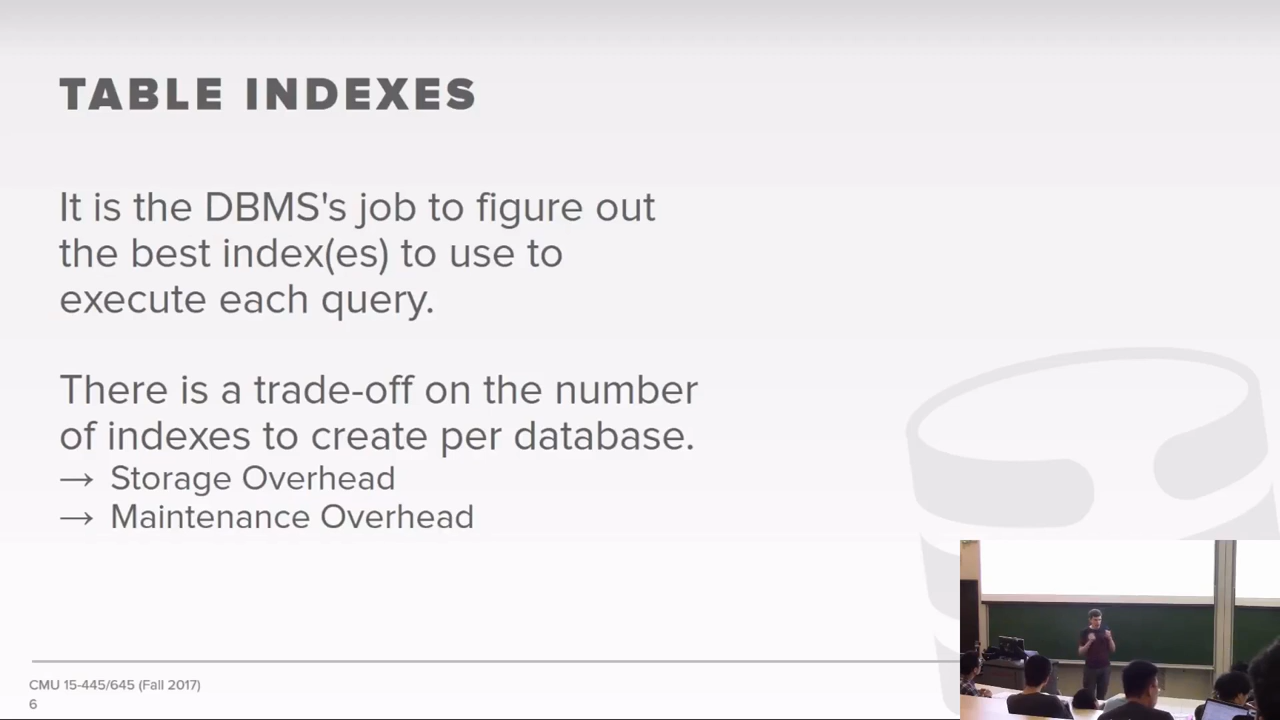 TABLE INDEXES
It is the DBMS's job to figure out
the best index(es) to use to
execute each query.
There is a trade-off on the number
of indexes to create per database.
→ Storage Overhead
→ Maintenance Overhead
CMU 15-445/645 (Fall 2017)
6